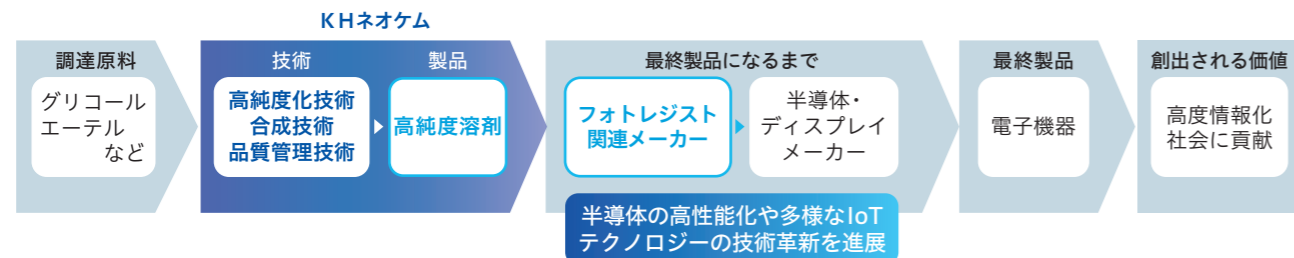 KHネオケム
調達原料
グリコール
エーテル
など
技術
高純度化技術
合成技術
品質管理技術
製品
高純度溶剤
最終製品になるまで
フォトレジスト
関連メーカー
半導体・
ディスプレイ
メーカー
半導体の高性能化や多様なIoT
テクノロジーの技術革新を進展
最終製品
電子機器
創出される価値
高度情報化
社会に貢献